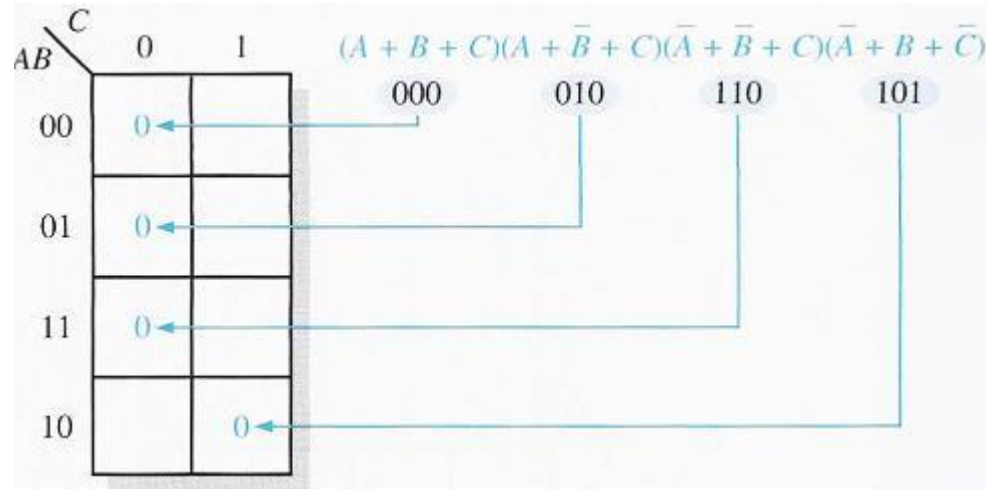 C
AB 0 1 (A + B + C)(A + B̅ + C)(A̅ + B̅ + C)(A̅ + B + C̅)
000 010 110 101
00 0
01 0
11 0
10 0